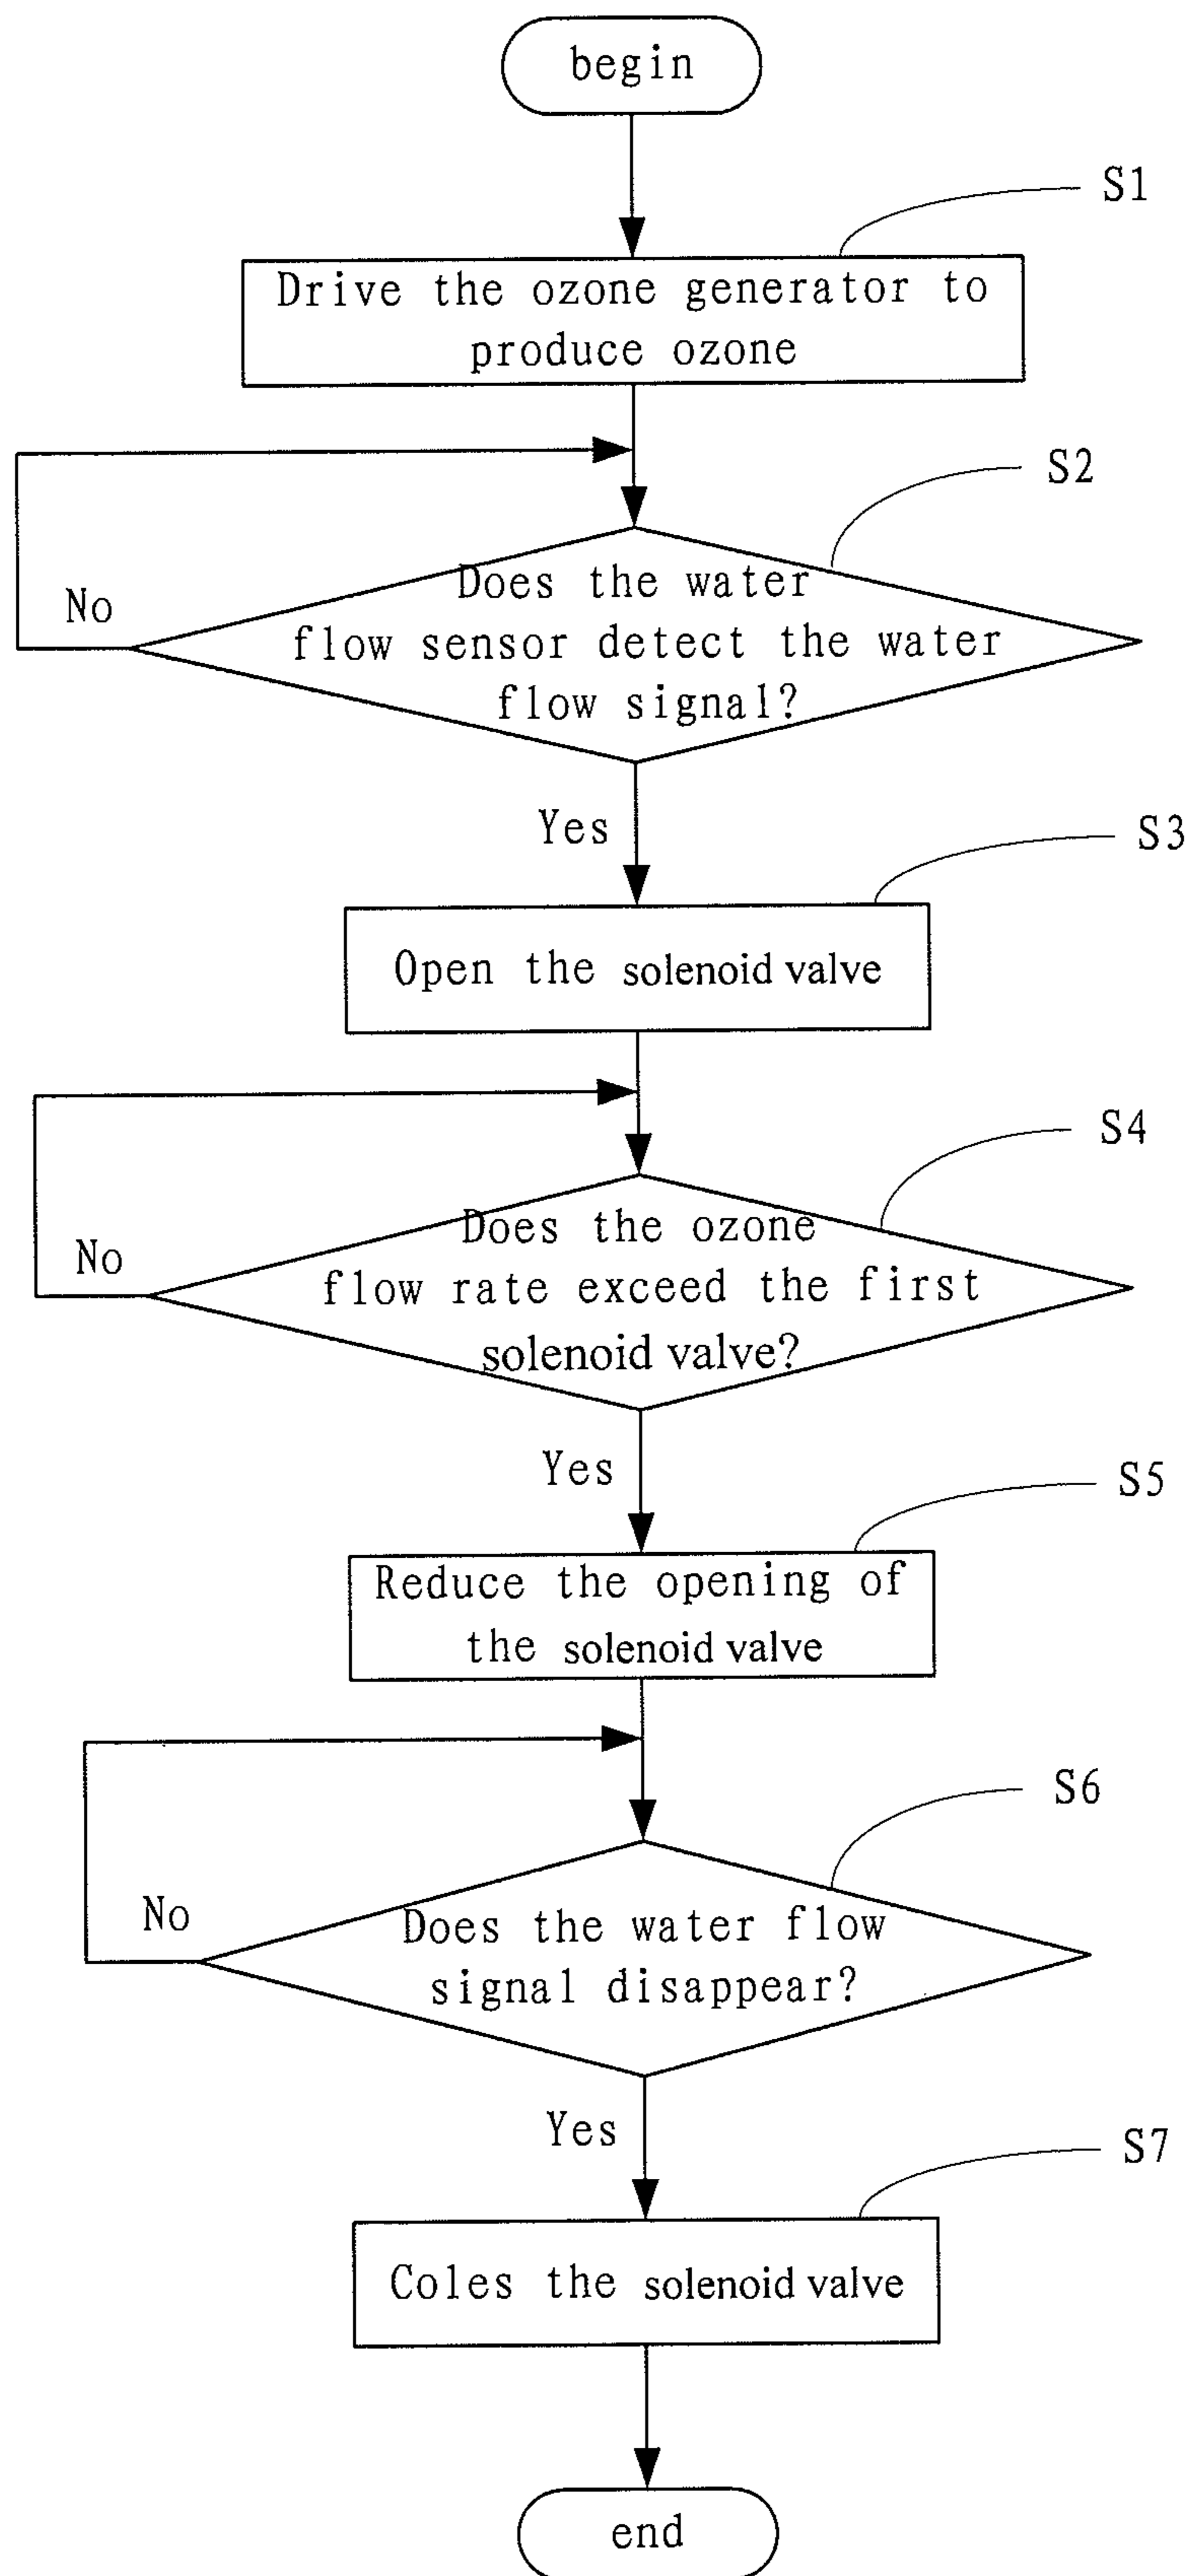 begin
S1
Drive the ozone generator to
produce ozone
S2
Does the water
flow sensor detect the water
flow signal?
No
Yes
S3
Open the solenoid valve
S4
Does the ozone
flow rate exceed the first
solenoid valve?
No
Yes
S5
Reduce the opening of
the solenoid valve
S6
Does the water flow
signal disappear?
No
Yes
S7
Coles the solenoid valve
end